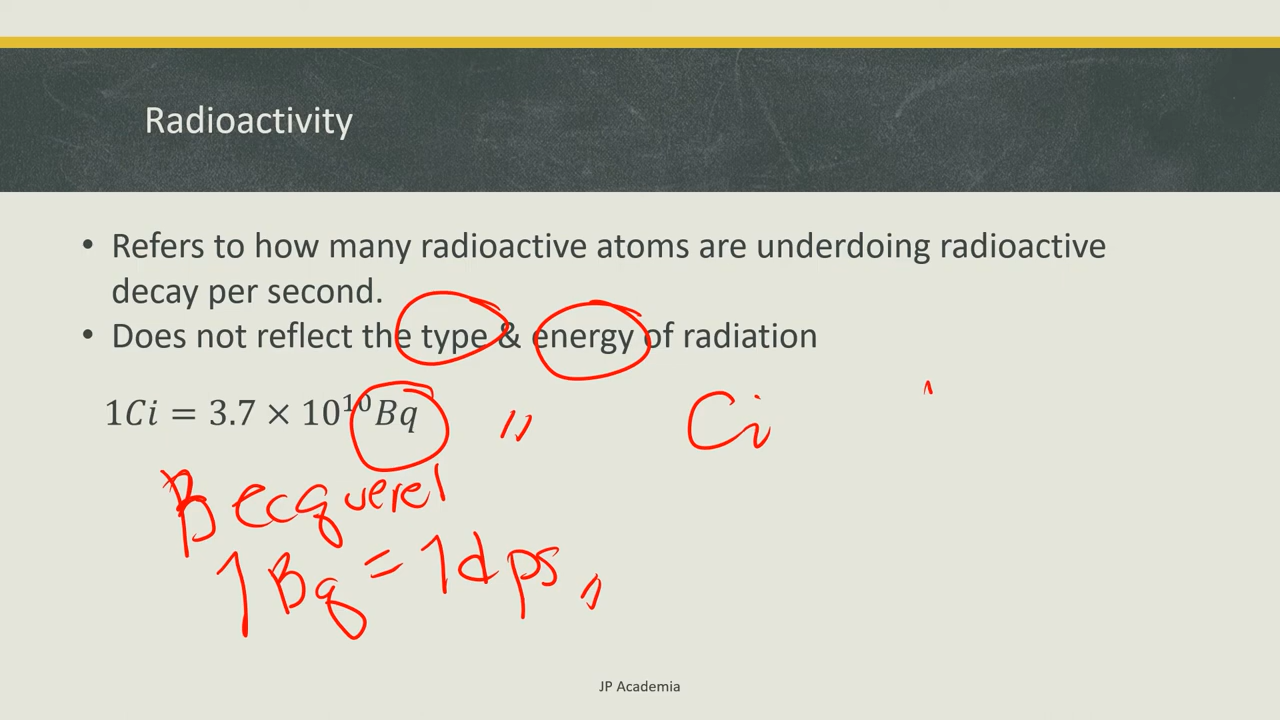 Radioactivity
• Refers to how many radioactive atoms are underdoing radioactive
decay per second.
• Does not reflect the type & energy of radiation
1Ci = 3.7 × 10¹⁰Bq " Ci
Becquerel
1Bq = 1dps,,
JP Academia